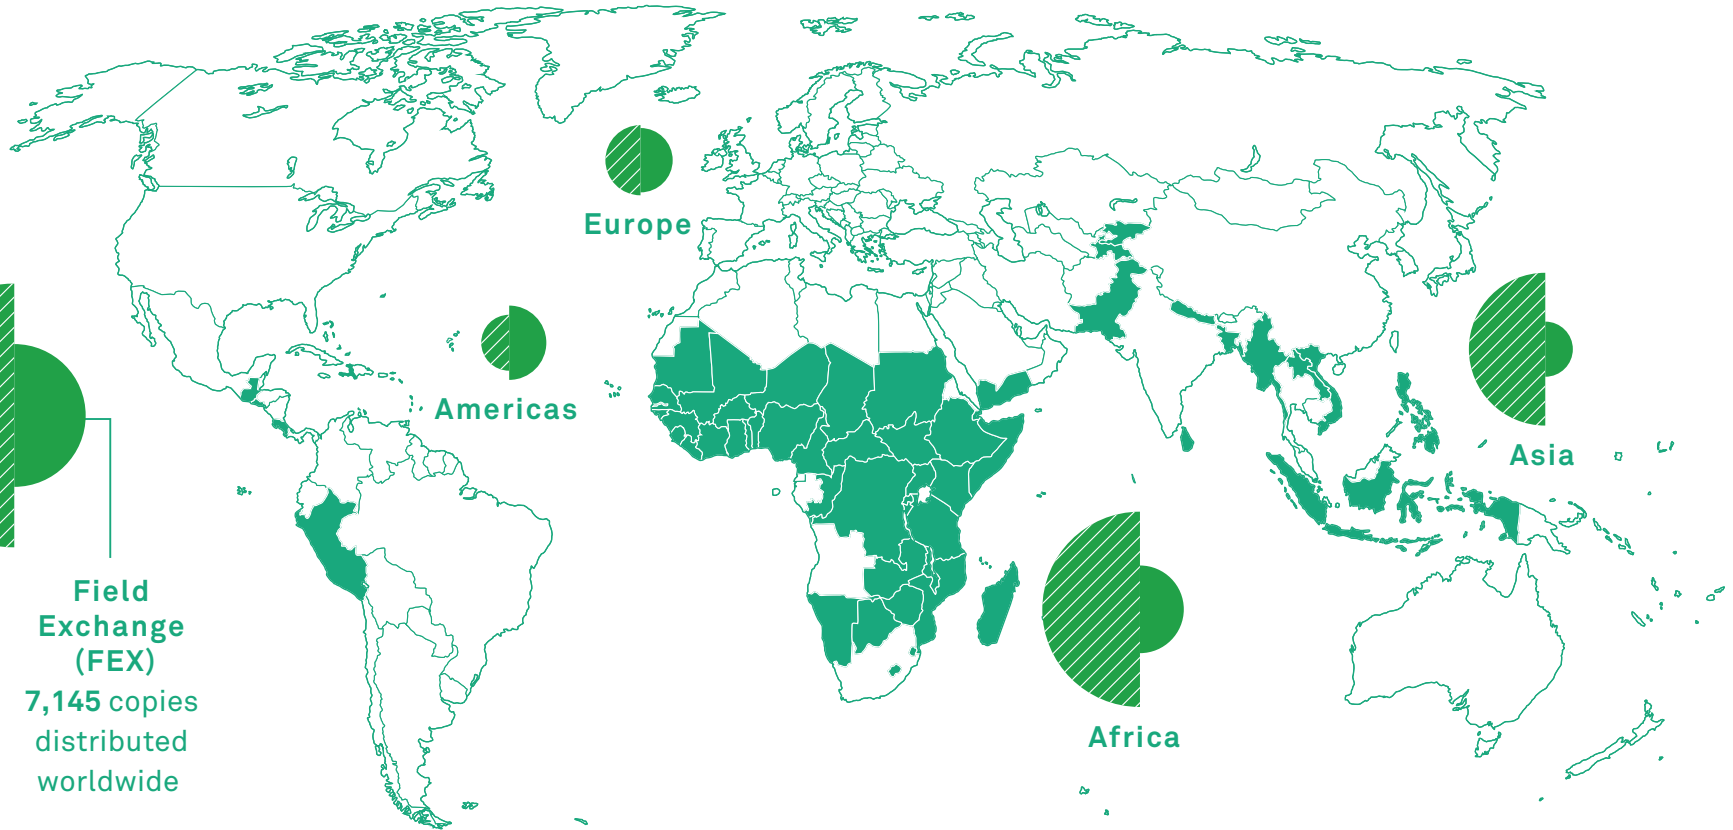 Europe
Americas
Asia
Africa
Field
Exchange
(FEX)
7,145 copies
distributed
worldwide